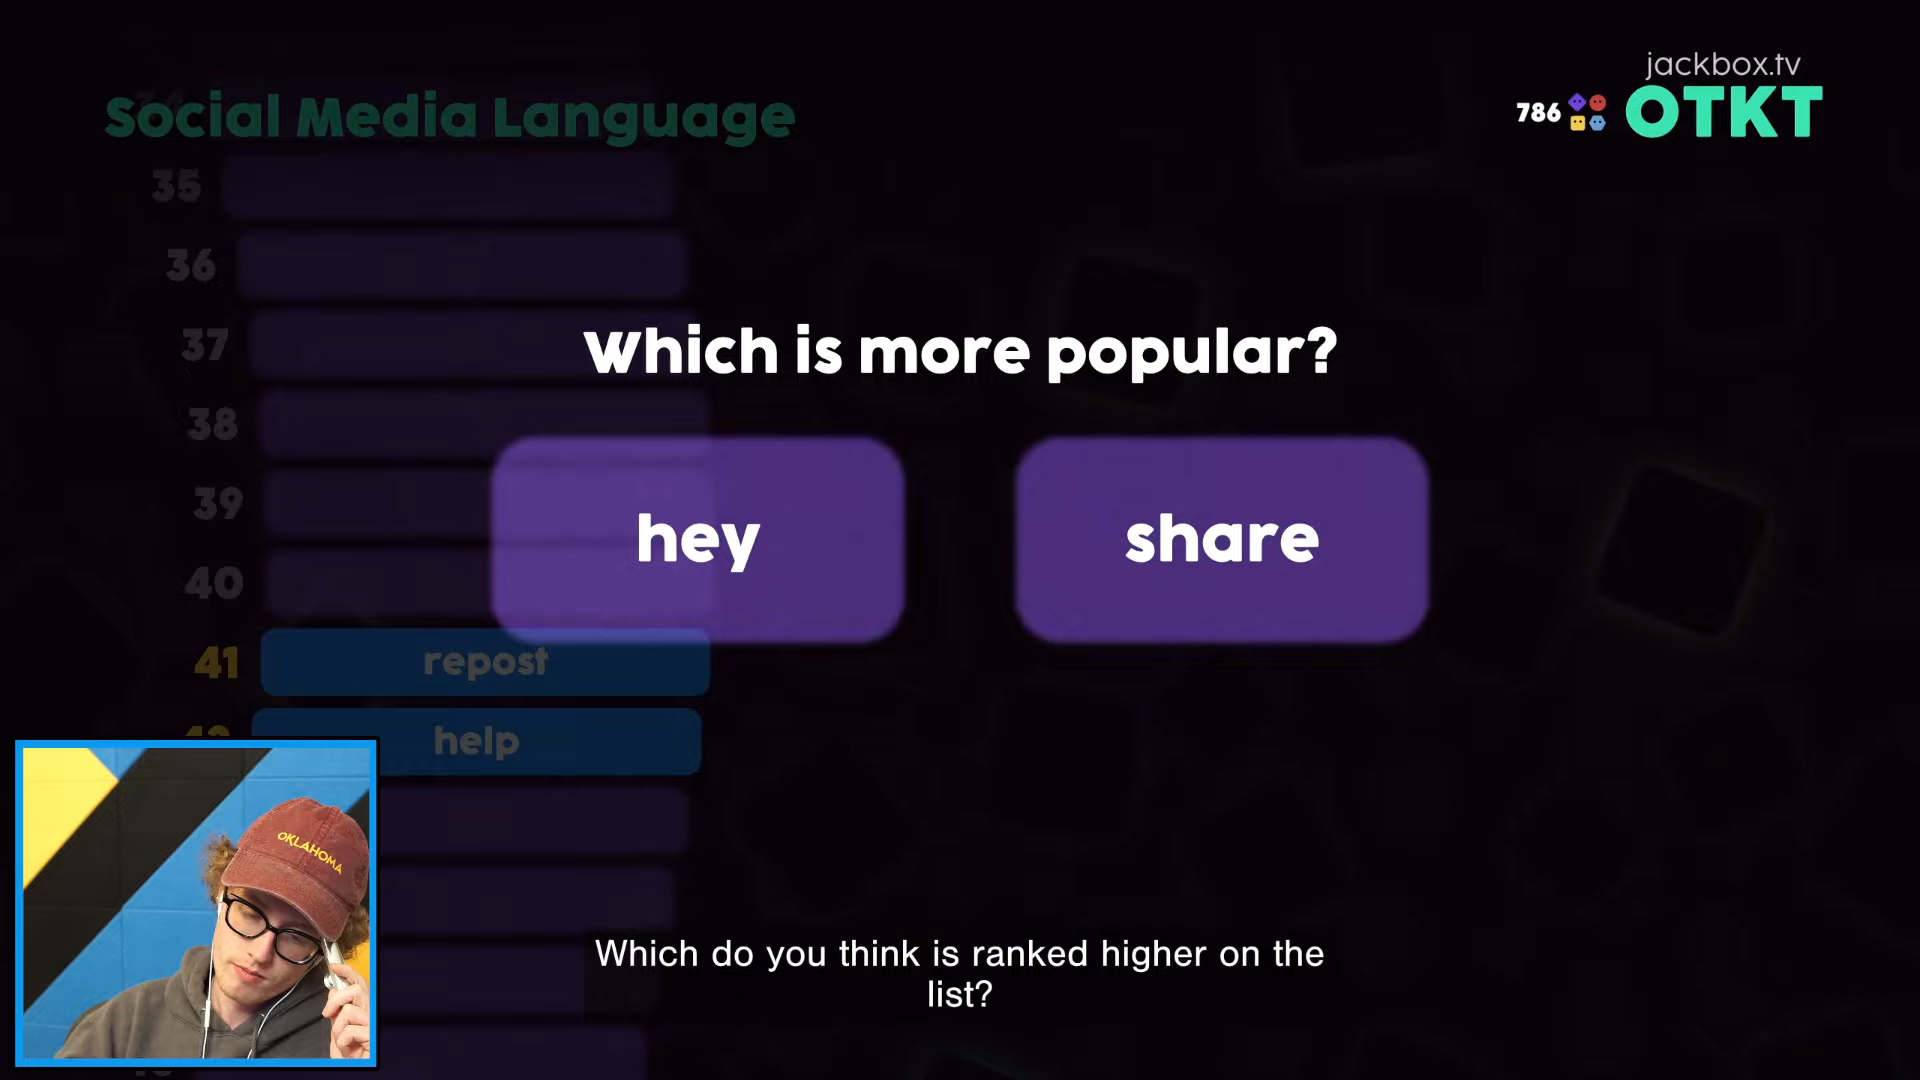 jackbox.tv
Social Media Language
786
OTKT
35
36
37
Which is more popular?
38
39
hey
share
40
41
repost
help
OKLAHOMA
Which do you think is ranked higher on the
list?